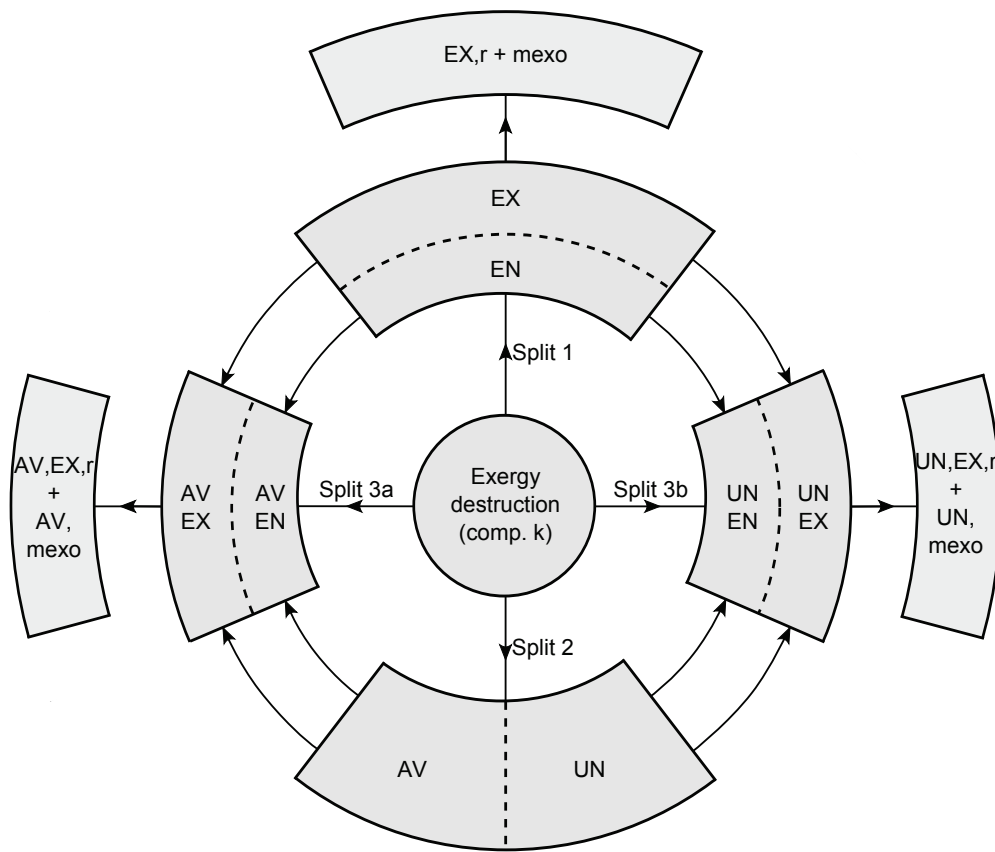 EX,r + mexo
EX
EN
Split 1
AV,EX,r
+
AV,
mexo
AV
EX
AV
EN
Split 3a
Exergy
destruction
(comp. k)
Split 3b
UN
EN
UN
EX
UN,EX,r
+
UN,
mexo
Split 2
AV
UN